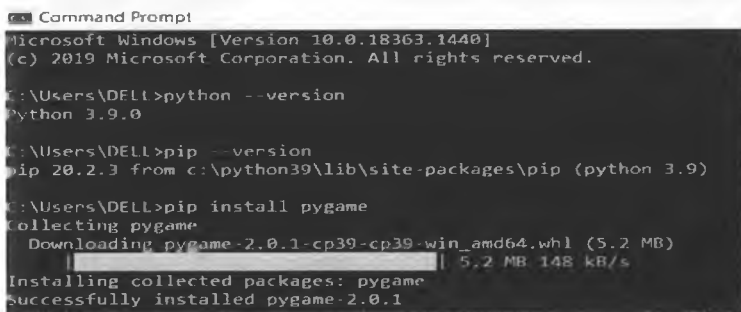 Command Prompt
Microsoft Windows [Version 10.0.18363.1440]
(c) 2019 Microsoft Corporation. All rights reserved.
C:\Users\DELL>python --version
Python 3.9.0
C:\Users\DELL>pip --version
pip 20.2.3 from c:\python39\lib\site-packages\pip (python 3.9)
C:\Users\DELL>pip install pygame
Collecting pygame
Downloading pygame-2.0.1-cp39-cp39-win_amd64.whl (5.2 MB)
| | 5.2 MB 148 kB/s
Installing collected packages: pygame
Successfully installed pygame-2.0.1